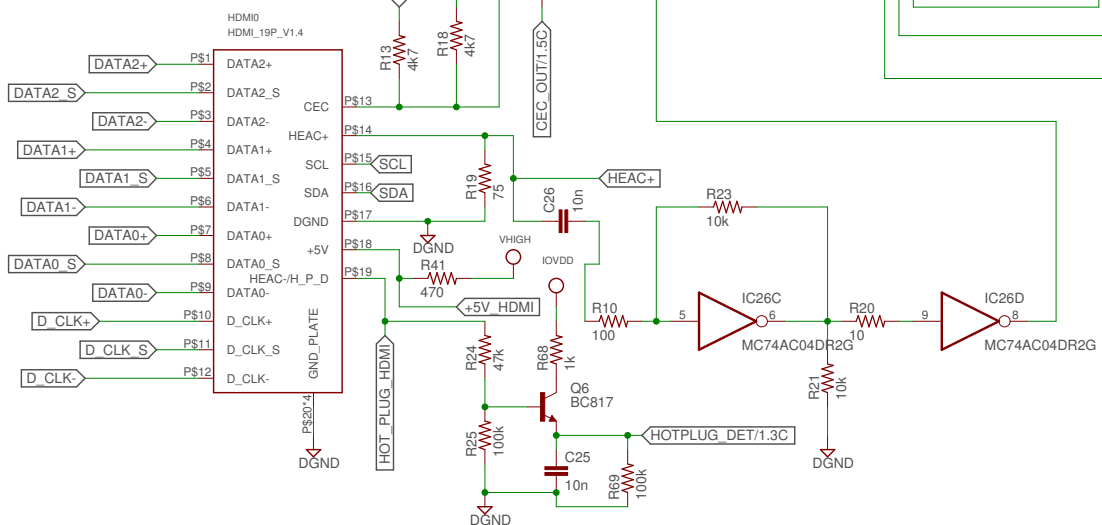 HDMI0
HDMI_19P_V1.4
DATA2+
P$1
DATA2+
DATA2_S
P$2
DATA2_S
DATA2-
P$3
DATA2-
DATA1+
P$4
DATA1+
DATA1_S
P$5
DATA1_S
DATA1-
P$6
DATA1-
DATA0+
P$7
DATA0+
DATA0_S
P$8
DATA0_S
DATA0-
P$9
DATA0-
D_CLK+
P$10
D_CLK+
D_CLK_S
P$11
D_CLK_S
D_CLK-
P$12
D_CLK-
CEC
P$13
HEAC+
P$14
SCL
P$15
SCL
SDA
P$16
SDA
DGND
P$17
+5V
P$18
HEAC-/H_P_D
P$19
GND_PLATE
P$20*4
DGND
R13
4k7
R18
4k7
CEC_OUT/1.5C
R19
75
DGND
HEAC+
C26
10n
VHIGH
R41
470
+5V_HDMI
IOVDD
HOT_PLUG_HDMI
R24
47k
R68
1k
Q6
BC817
R25
100k
HOTPLUG_DET/1.3C
C25
10n
R69
100k
DGND
R10
100
R23
10k
5
IC26C
6
MC74AC04DR2G
R20
10
R21
10k
DGND
9
IC26D
8
MC74AC04DR2G